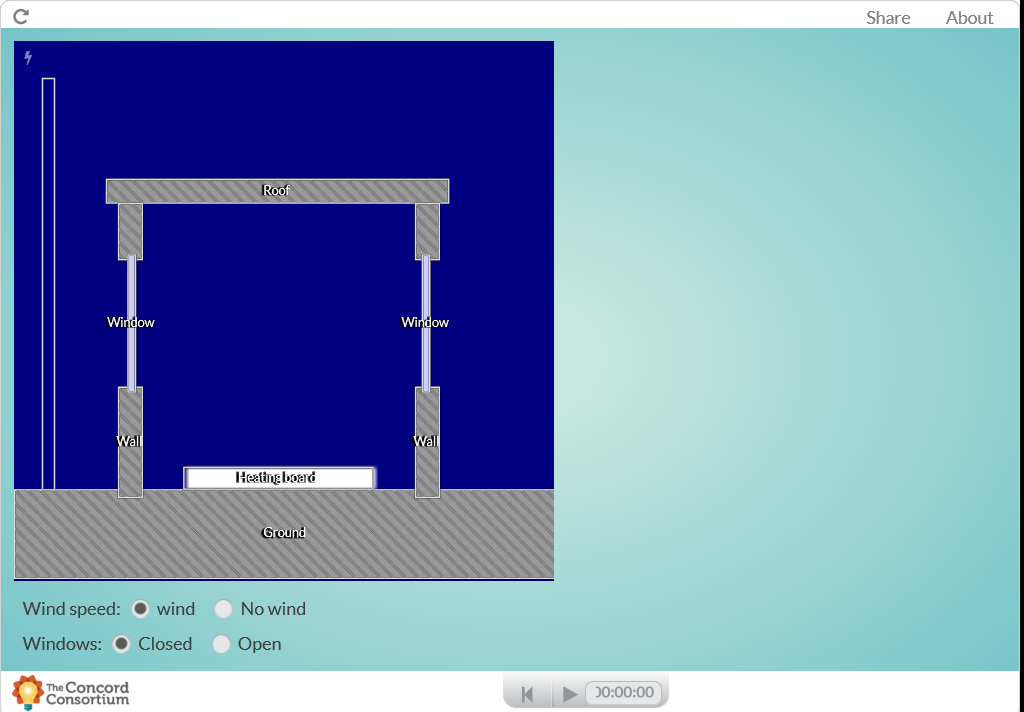 Share About
Roof
Window Window
Wall Wall
Heating board
Ground
Wind speed: wind No wind
Windows: Closed Open
The Concord
Consortium
00:00:00